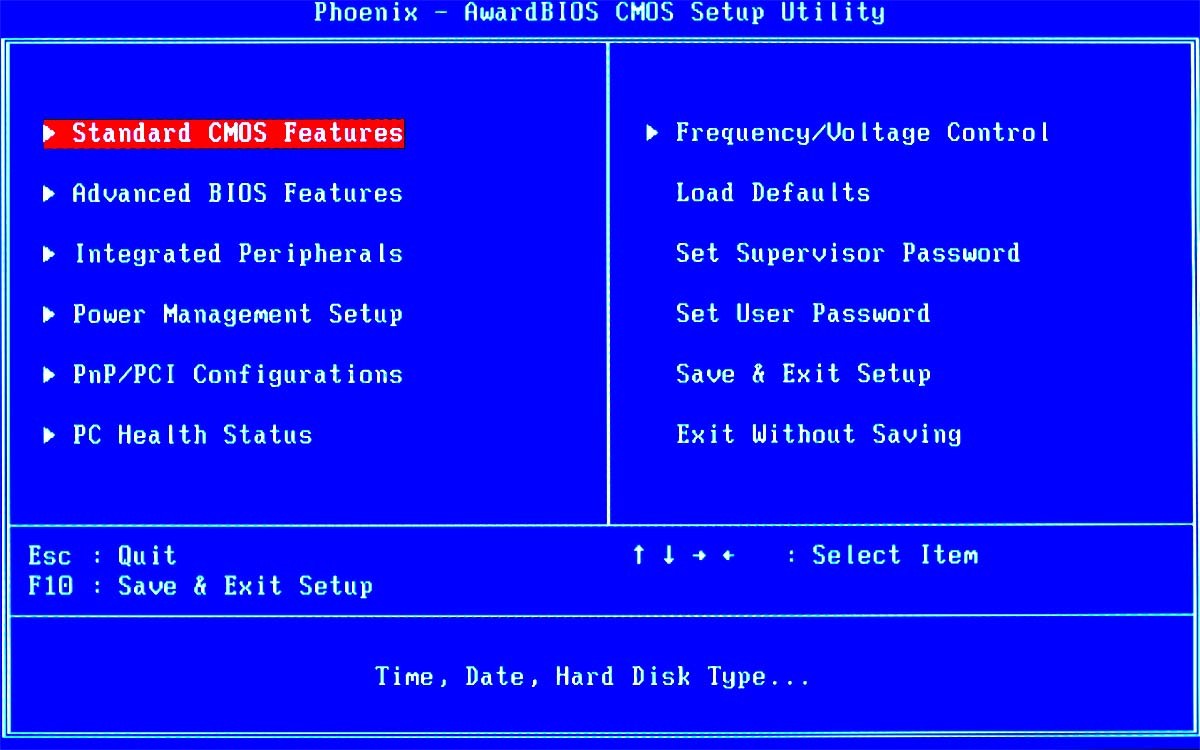 Phoenix - AwardBIOS CMOS Setup Utility
▶ Standard CMOS Features
▶ Advanced BIOS Features
▶ Integrated Peripherals
▶ Power Management Setup
▶ PnP/PCI Configurations
▶ PC Health Status
▶ Frequency/Voltage Control
Load Defaults
Set Supervisor Password
Set User Password
Save & Exit Setup
Exit Without Saving
Esc : Quit
F10 : Save & Exit Setup
↑ ↓ → ← : Select Item
Time, Date, Hard Disk Type...